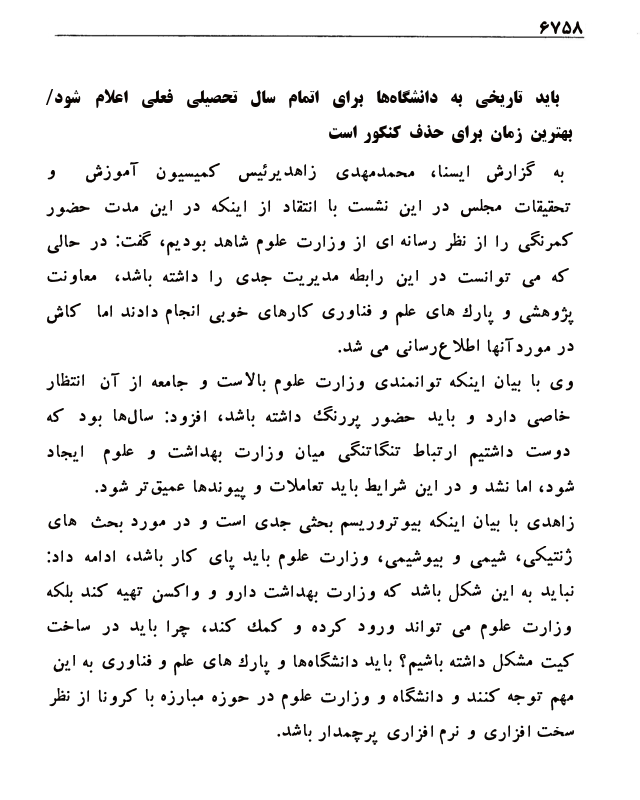 ۶۷۵۸
باید تاریخی به دانشگاه‌ها برای اتمام سال تحصیلی فعلی اعلام شود/
بهترین زمان برای حذف کنکور است
به گزارش ایسنا، محمدمهدی زاهدیرئیس کمیسیون آموزش و
تحقیقات مجلس در این نشست با انتقاد از اینکه در این مدت حضور
کمرنگی را از نظر رسانه ای از وزارت علوم شاهد بودیم، گفت: در حالی
که می توانست در این رابطه مدیریت جدی را داشته باشد، معاونت
پژوهشی و پارك های علم و فناوری کارهای خوبی انجام دادند اما کاش
در موردآنها اطلاع‌رسانی می شد.
وی با بیان اینکه توانمندی وزارت علوم بالاست و جامعه از آن انتظار
خاصی دارد و باید حضور پررنگ داشته باشد، افزود: سال‌ها بود که
دوست داشتیم ارتباط تنگاتنگی میان وزارت بهداشت و علوم ایجاد
شود، اما نشد و در این شرایط باید تعاملات و پیوندها عمیق‌تر شود.
زاهدی با بیان اینکه بیوتروریسم بحثی جدی است و در مورد بحث های
ژنتیکی، شیمی و بیوشیمی، وزارت علوم باید پای کار باشد، ادامه داد:
نباید به این شکل باشد که وزارت بهداشت دارو و واکسن تهیه کند بلکه
وزارت علوم می تواند ورود کرده و کمك کند، چرا باید در ساخت
کیت مشکل داشته باشیم؟ باید دانشگاه‌ها و پارك های علم و فناوری به این
مهم توجه کنند و دانشگاه و وزارت علوم در حوزه مبارزه با کرونا از نظر
سخت افزاری و نرم افزاری پرچمدار باشد.